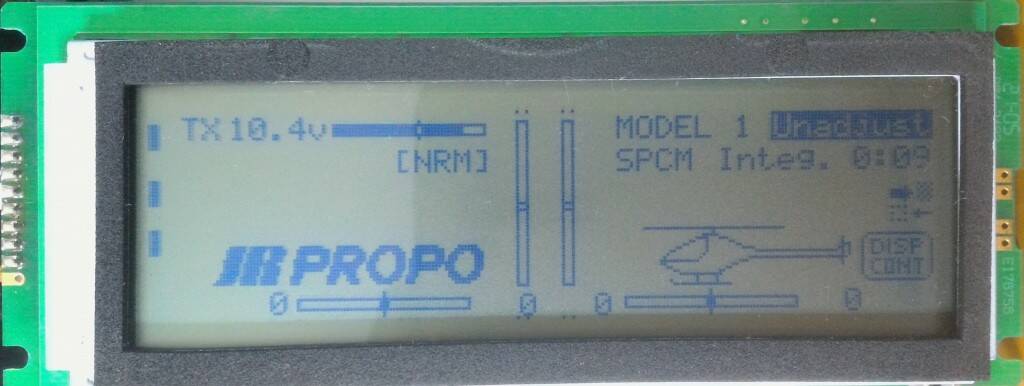 TX 10.4v
[NRM]
MODEL 1 Unadjust
SPCM Integ. 0:09
JR PROPO
DISP
CONT
0 0 0 0
E178756